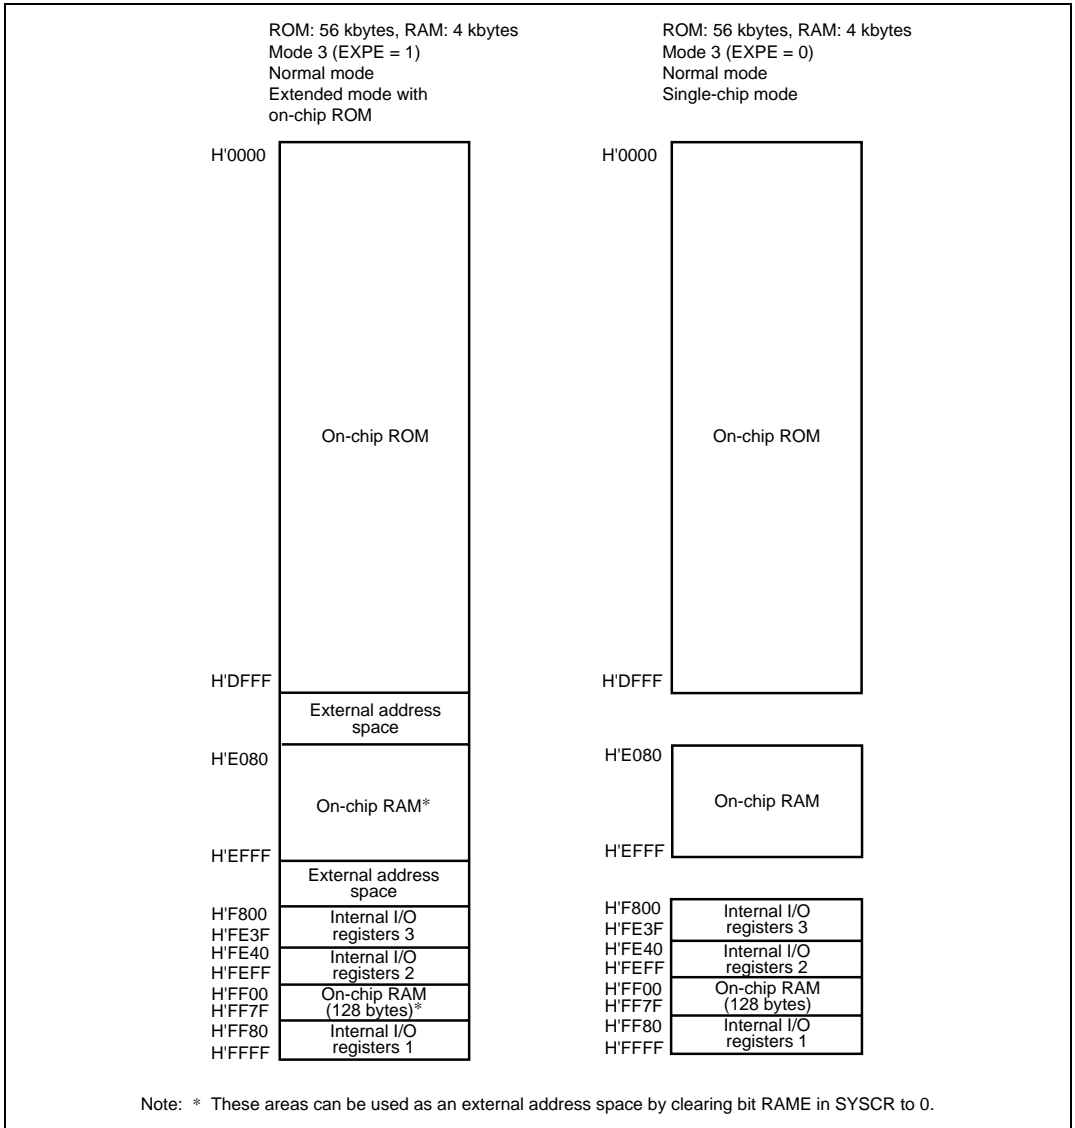 ROM: 56 kbytes, RAM: 4 kbytes
Mode 3 (EXPE = 1)
Normal mode
Extended mode with
on-chip ROM
H'0000
On-chip ROM
H'DFFF
External address
space
H'E080
On-chip RAM*
H'EFFF
External address
space
H'F800
Internal I/O
registers 3
H'FE3F
H'FE40
Internal I/O
registers 2
H'FEFF
H'FF00
On-chip RAM
(128 bytes)*
H'FF7F
H'FF80
Internal I/O
registers 1
H'FFFF
ROM: 56 kbytes, RAM: 4 kbytes
Mode 3 (EXPE = 0)
Normal mode
Single-chip mode
H'0000
On-chip ROM
H'DFFF
H'E080
On-chip RAM
H'EFFF
H'F800
Internal I/O
registers 3
H'FE3F
H'FE40
Internal I/O
registers 2
H'FEFF
H'FF00
On-chip RAM
(128 bytes)
H'FF7F
H'FF80
Internal I/O
registers 1
H'FFFF
Note: * These areas can be used as an external address space by clearing bit RAME in SYSCR to 0.